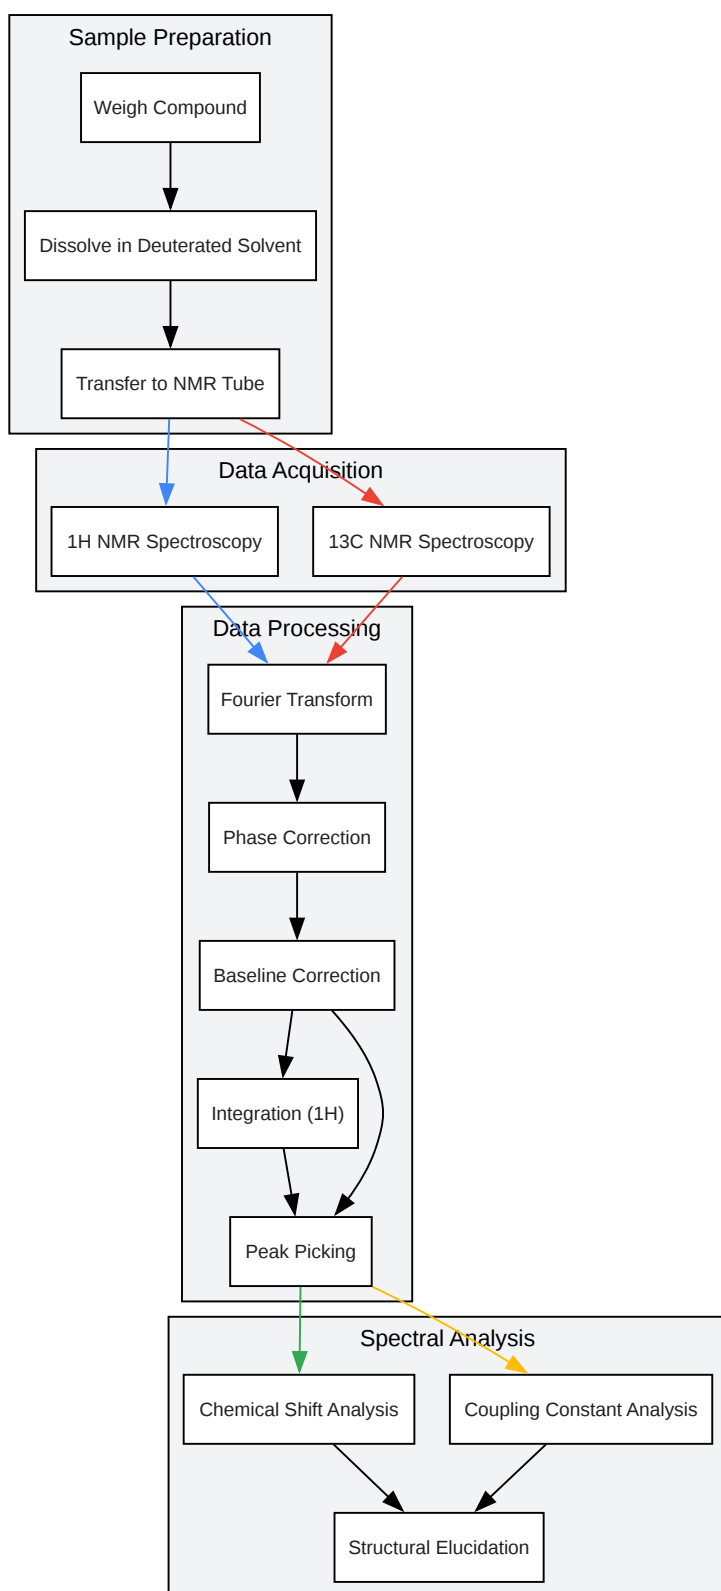 Sample Preparation
Weigh Compound
Dissolve in Deuterated Solvent
Transfer to NMR Tube
Data Acquisition
1H NMR Spectroscopy
13C NMR Spectroscopy
Data Processing
Fourier Transform
Phase Correction
Baseline Correction
Integration (1H)
Peak Picking
Spectral Analysis
Chemical Shift Analysis
Coupling Constant Analysis
Structural Elucidation